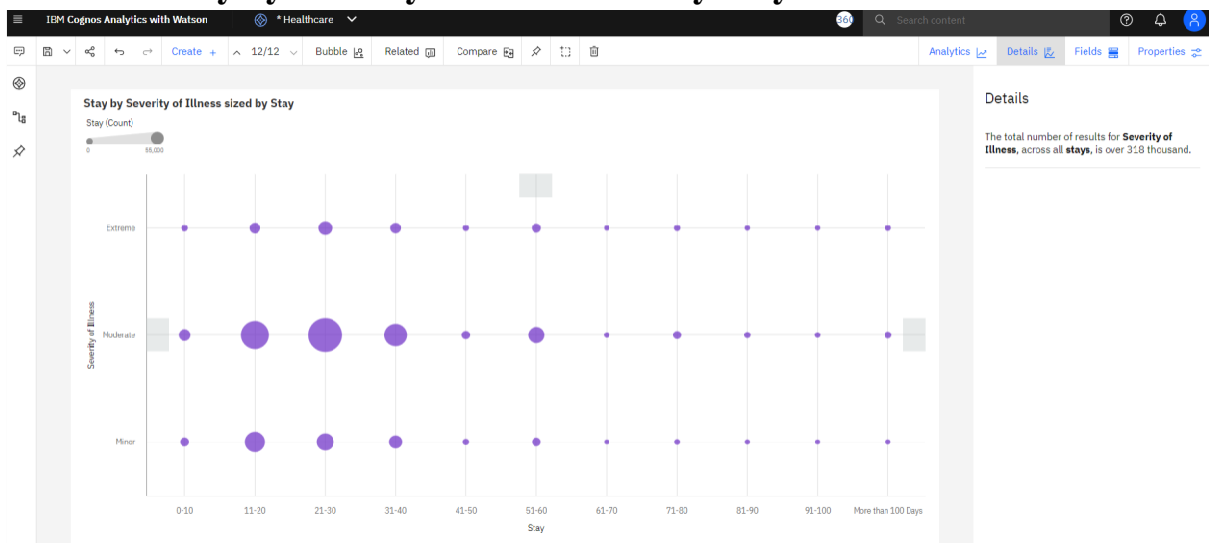 IBM Cognos Analytics with Watson
* Healthcare
360
Search content
Create +
12/12
Bubble
Related
Compare
Analytics
Details
Fields
Properties
Stay by Severity of Illness sized by Stay
Stay (Count)
0
55,000
Details
The total number of results for Severity of
Illness, across all stays, is over 318 thousand.
Extreme
Moderate
Minor
Severity of Illness
0-10
11-20
21-30
31-40
41-50
51-60
61-70
71-80
81-90
91-100
More than 100 Days
Stay